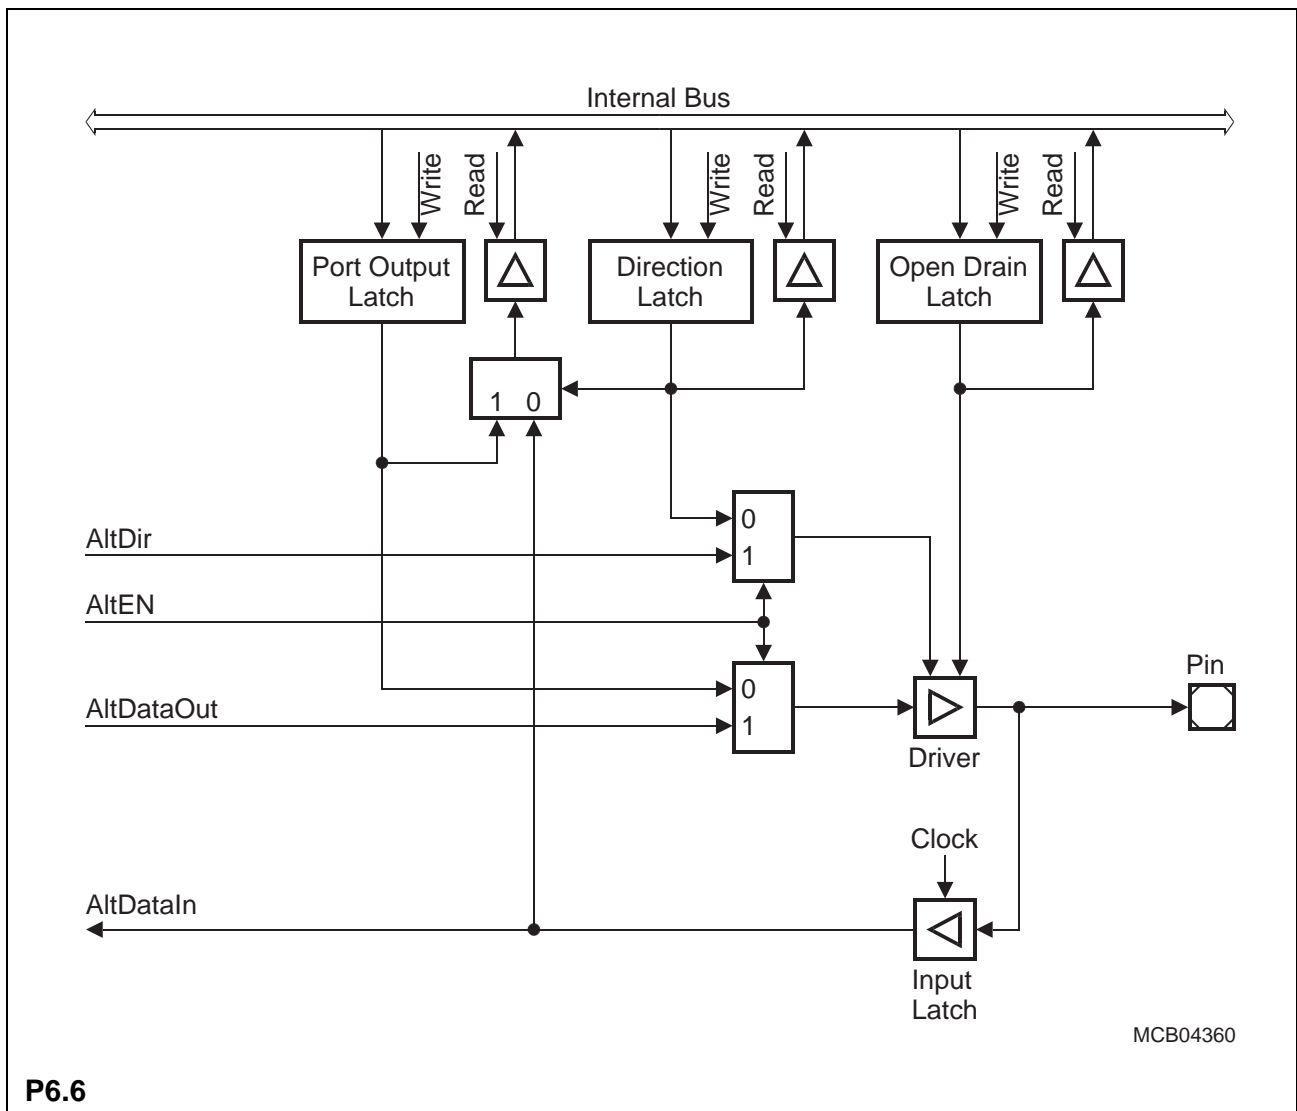 Internal Bus
Write
Read
Write
Read
Write
Read
Port Output
Latch
Direction
Latch
Open Drain
Latch
1 0
0
1
AltDir
AltEN
0
1
AltDataOut
Pin
Driver
Clock
AltDataIn
Input
Latch
MCB04360
P6.6